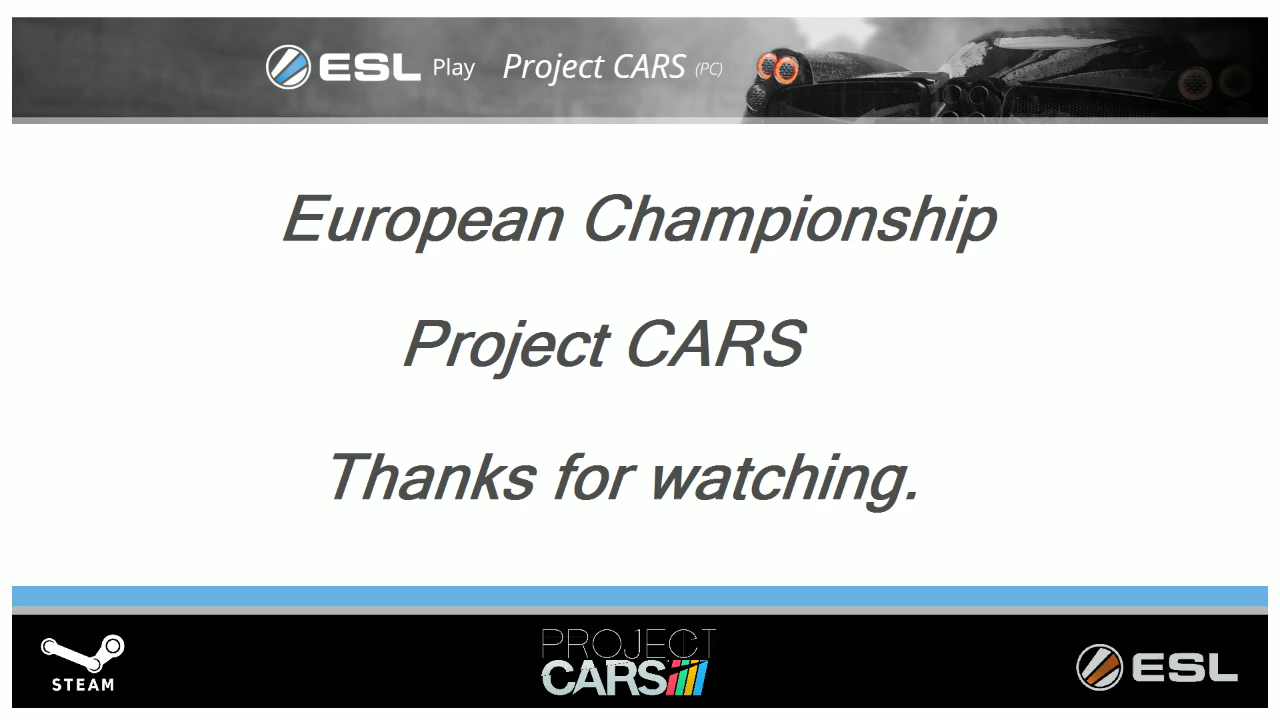 ESL Play Project CARS (PC)
European Championship
Project CARS
Thanks for watching.
STEAM
PROJECT
CARS
ESL